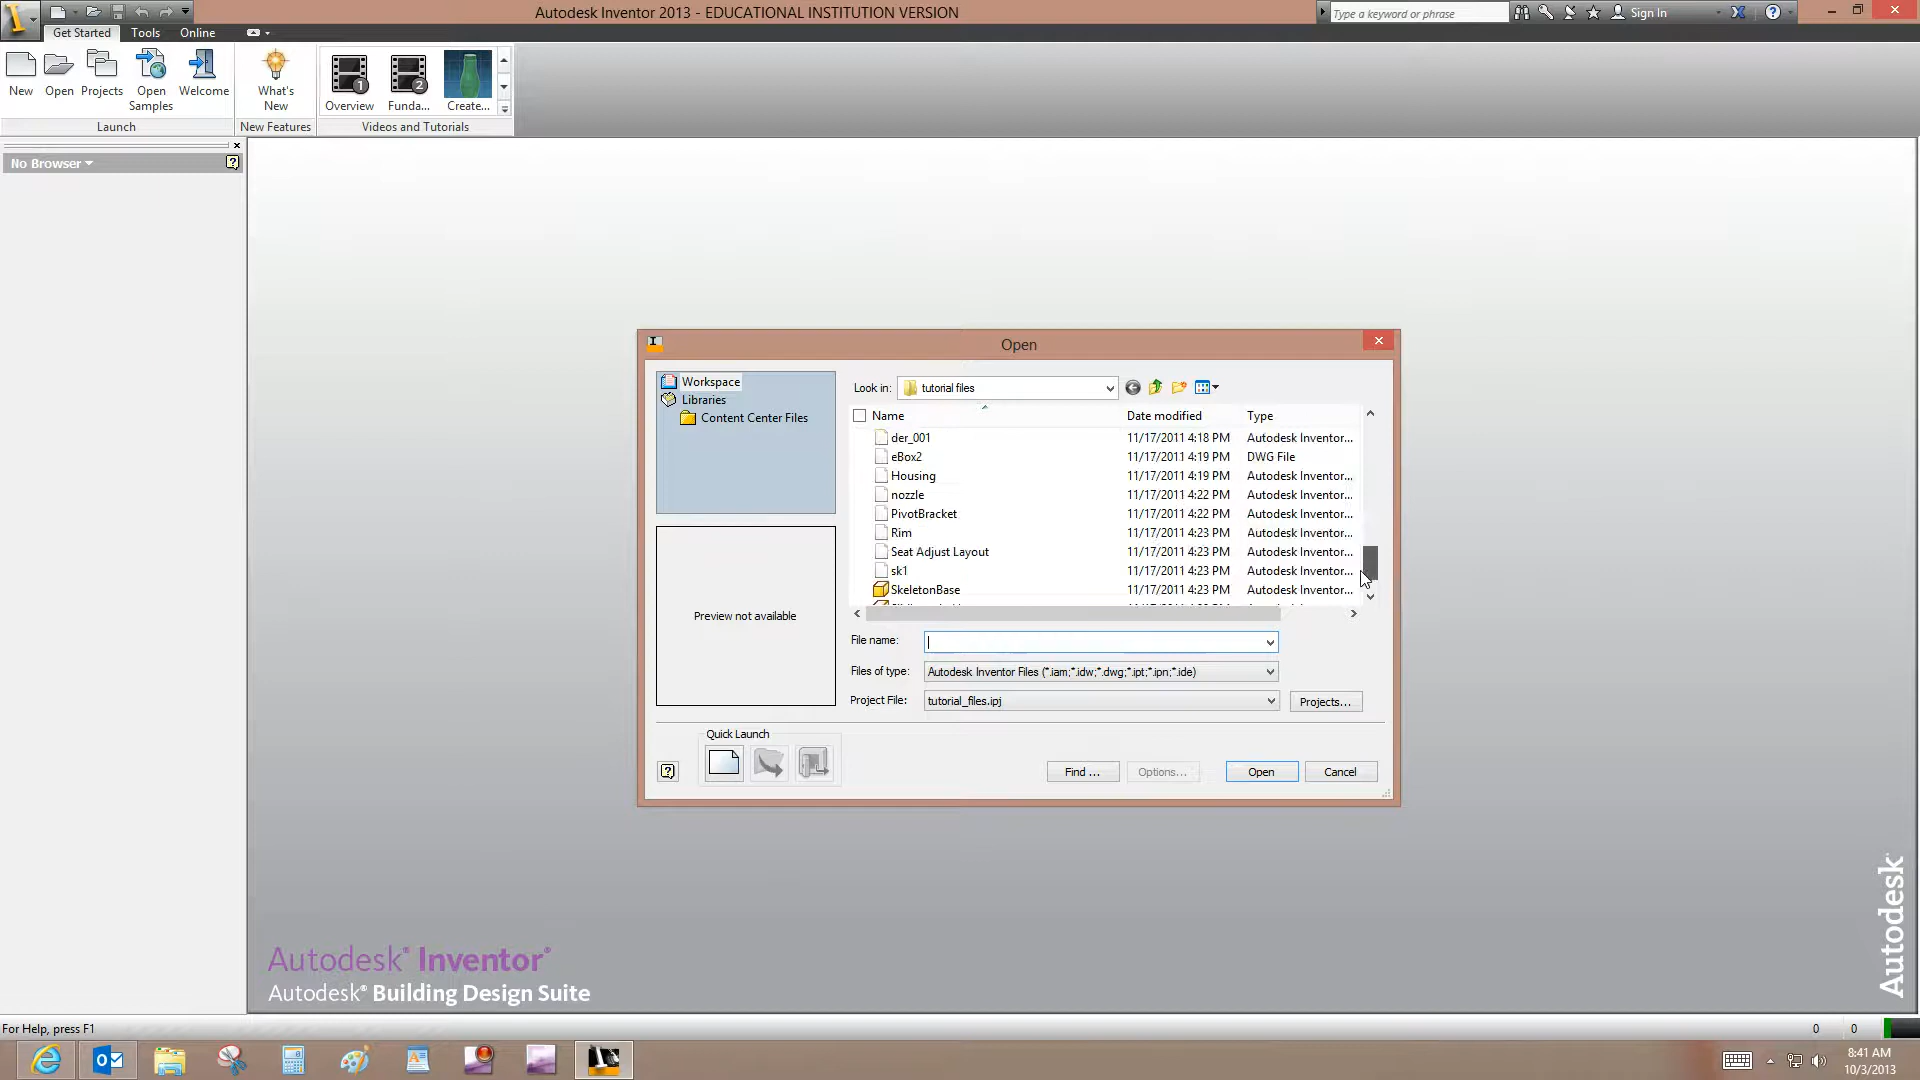 Autodesk Inventor 2013 - EDUCATIONAL INSTITUTION VERSION
Type a keyword or phrase
Sign In
Get Started
Tools
Online
New
Open
Projects
Open Samples
Welcome
What's New
Overview
Funda...
Create...
Launch
New Features
Videos and Tutorials
No Browser
Open
Workspace
Libraries
Content Center Files
Look in:
tutorial files
Name
Date modified
Type
der_001 11/17/2011 4:18 PM Autodesk Inventor...
eBox2 11/17/2011 4:19 PM DWG File
Housing 11/17/2011 4:19 PM Autodesk Inventor...
nozzle 11/17/2011 4:22 PM Autodesk Inventor...
PivotBracket 11/17/2011 4:22 PM Autodesk Inventor...
Rim 11/17/2011 4:23 PM Autodesk Inventor...
Seat Adjust Layout 11/17/2011 4:23 PM Autodesk Inventor...
sk1 11/17/2011 4:23 PM Autodesk Inventor...
SkeletonBase 11/17/2011 4:23 PM Autodesk Inventor...
Preview not available
File name:
Files of type: Autodesk Inventor Files (*.iam;*.idw;*.dwg;*.ipt;*.ipn;*.ide)
Project File: tutorial_files.ipj
Projects...
Quick Launch
Find ...
Options...
Open
Cancel
Autodesk
Autodesk® Inventor®
Autodesk® Building Design Suite
For Help, press F1
0
0
8:41 AM
10/3/2013